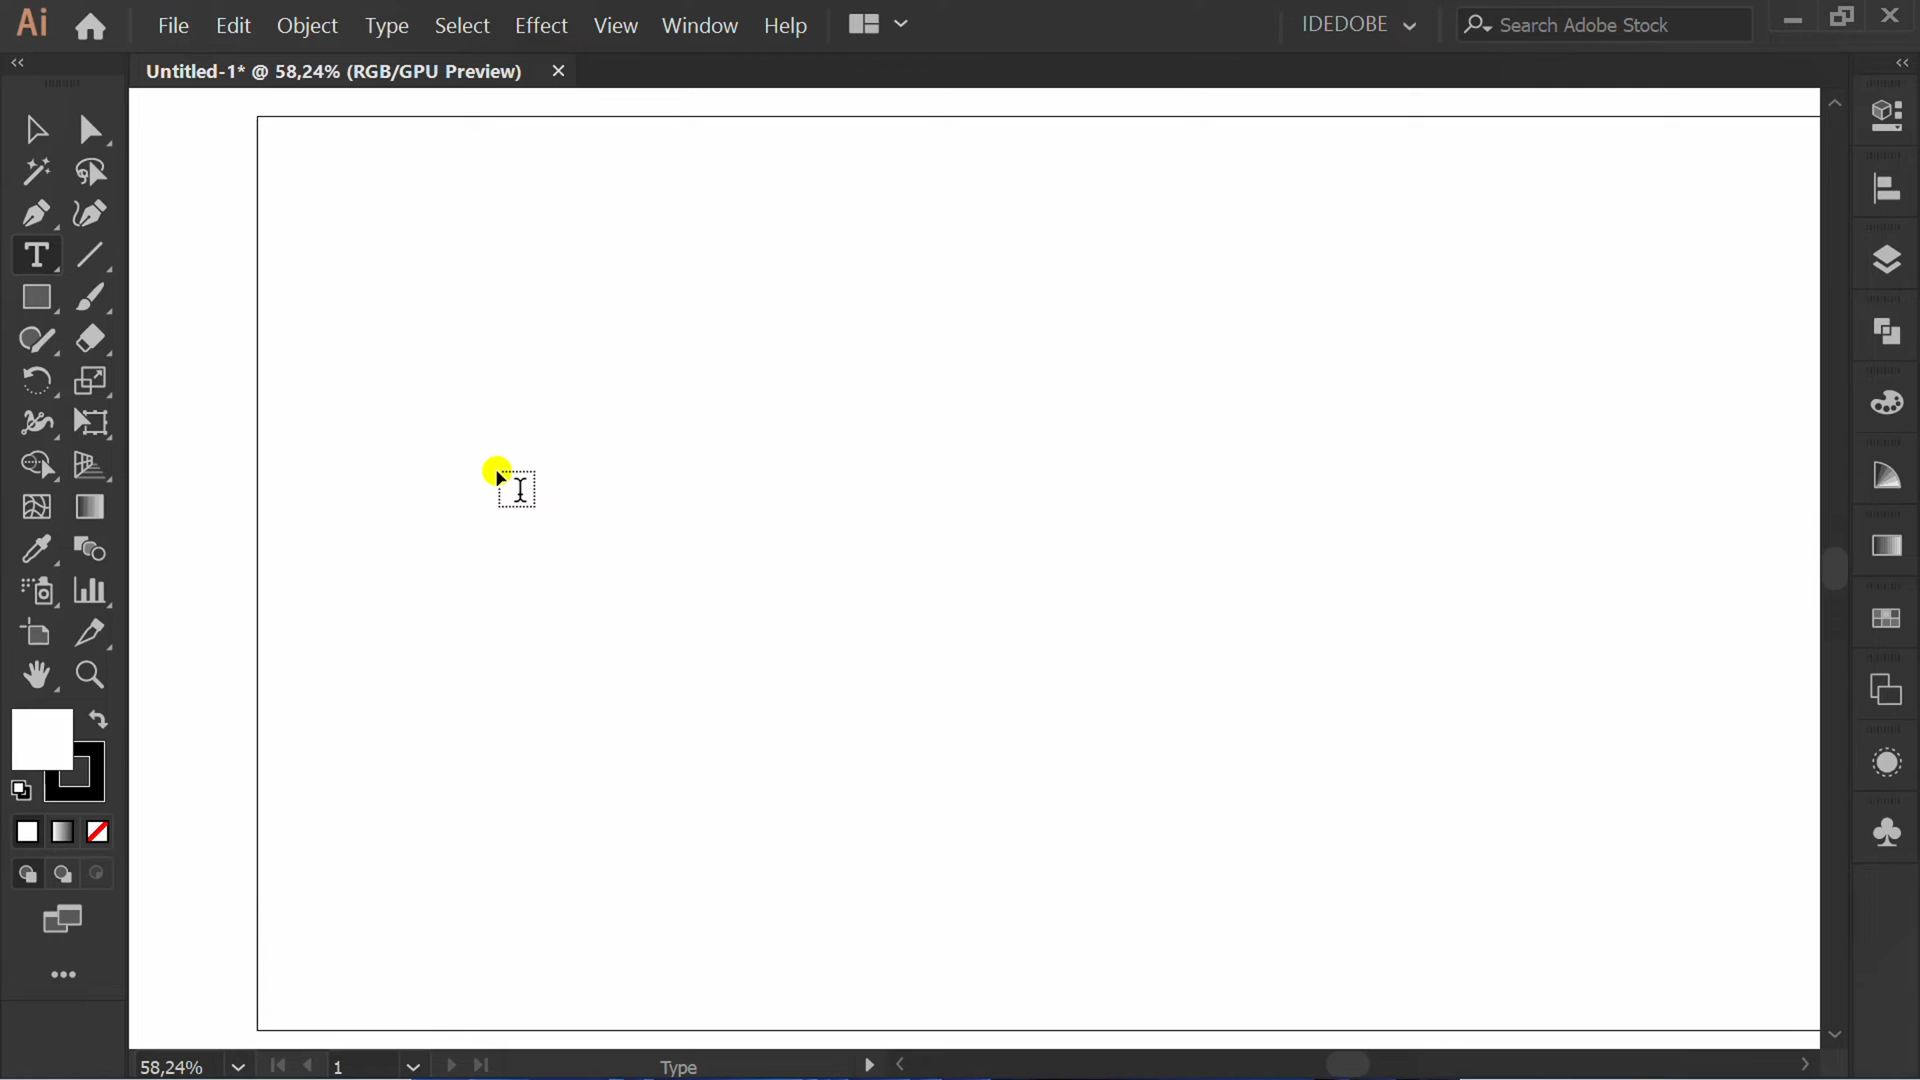 Ai File Edit Object Type Select Effect View Window Help IDEDOBE Search Adobe Stock
Untitled-1* @ 58,24% (RGB/GPU Preview)
58,24% 1 Type